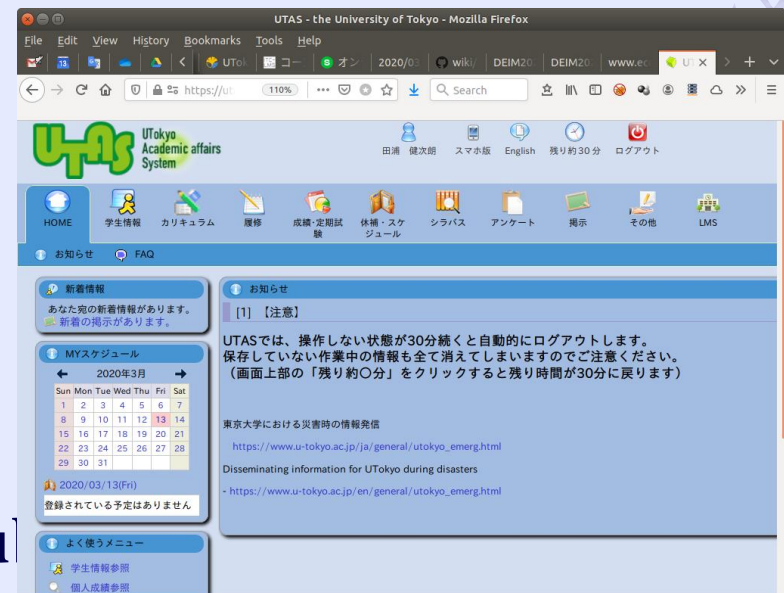 UTAS - the University of Tokyo - Mozilla Firefox
File Edit View History Bookmarks Tools Help
UTok コー オン 2020/03 wiki/ DEIM20 DEIM20 www.ec UT
https://ut 110% Search
UTAS UTokyo Academic affairs System
田浦 健次朗 スマホ版 English 残り約30分 ログアウト
HOME 学生情報 カリキュラム 履修 成績・定期試験 休補・スケジュール シラバス アンケート 掲示 その他 LMS
お知らせ FAQ
新着情報
あなた宛の新着情報があります。
新着の掲示があります。
MYスケジュール
2020年3月
Sun Mon Tue Wed Thu Fri Sat
1 2 3 4 5 6 7
8 9 10 11 12 13 14
15 16 17 18 19 20 21
22 23 24 25 26 27 28
29 30 31
2020/03/13(Fri)
登録されている予定はありません
よく使うメニュー
学生情報参照
個人成績参照
お知らせ
[1] 【注意】
UTASでは、操作しない状態が30分続くと自動的にログアウトします。
保存していない作業中の情報も全て消えてしまいますのでご注意ください。
（画面上部の「残り約〇分」をクリックすると残り時間が30分に戻ります）
東京大学における災害時の情報発信
https://www.u-tokyo.ac.jp/ja/general/utokyo_emerg.html
Disseminating information for UTokyo during disasters
- https://www.u-tokyo.ac.jp/en/general/utokyo_emerg.html